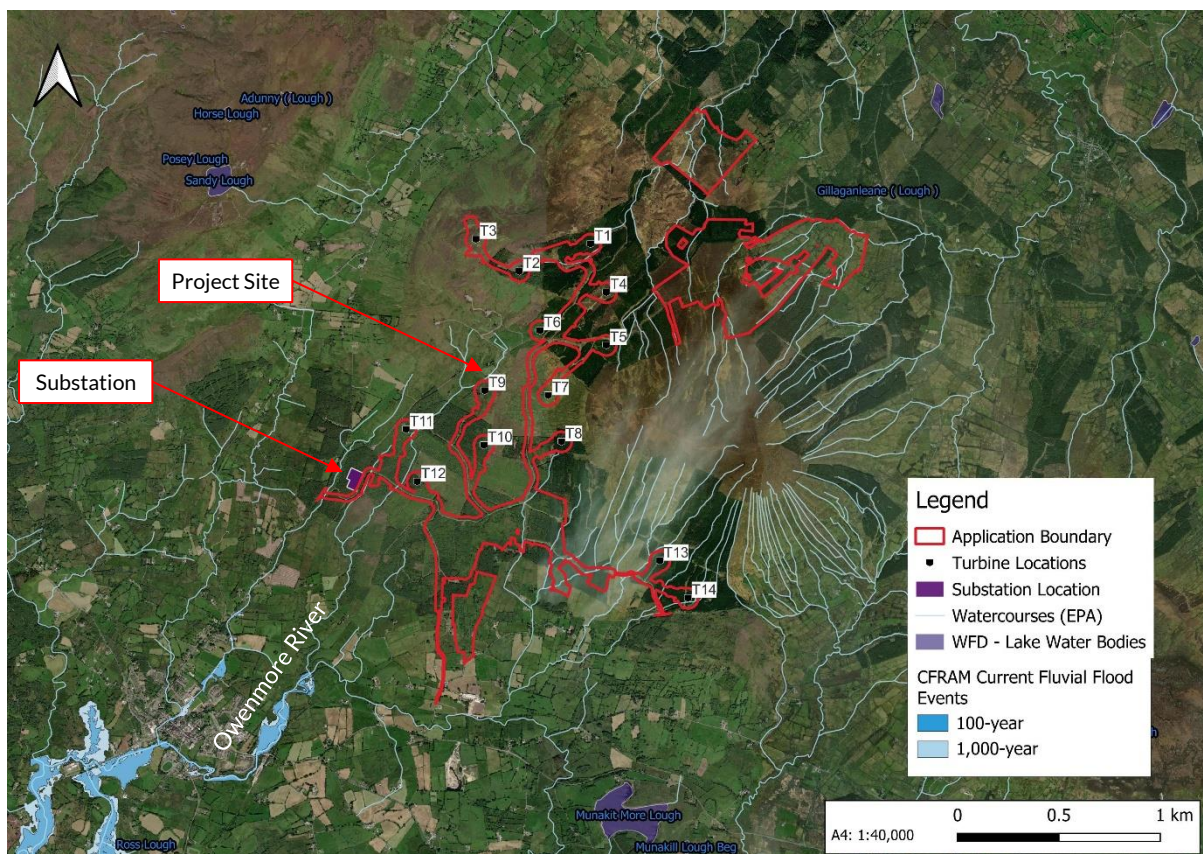 Adunny ( Lough )
Horse Lough
Posey Lough
Sandy Lough
Gillaganleane ( Lough )
T3
T1
T2
T4
Project Site
T6
T5
Substation
T9
T7
T11
T10
T8
T12
T13
T14
Owenmore River
Munakit More Lough
Munakill Lough Beg
Ross Lough
Legend
Application Boundary
Turbine Locations
Substation Location
Watercourses (EPA)
WFD - Lake Water Bodies
CFRAM Current Fluvial Flood
Events
100-year
1,000-year
A4: 1:40,000
0 0.5 1 km